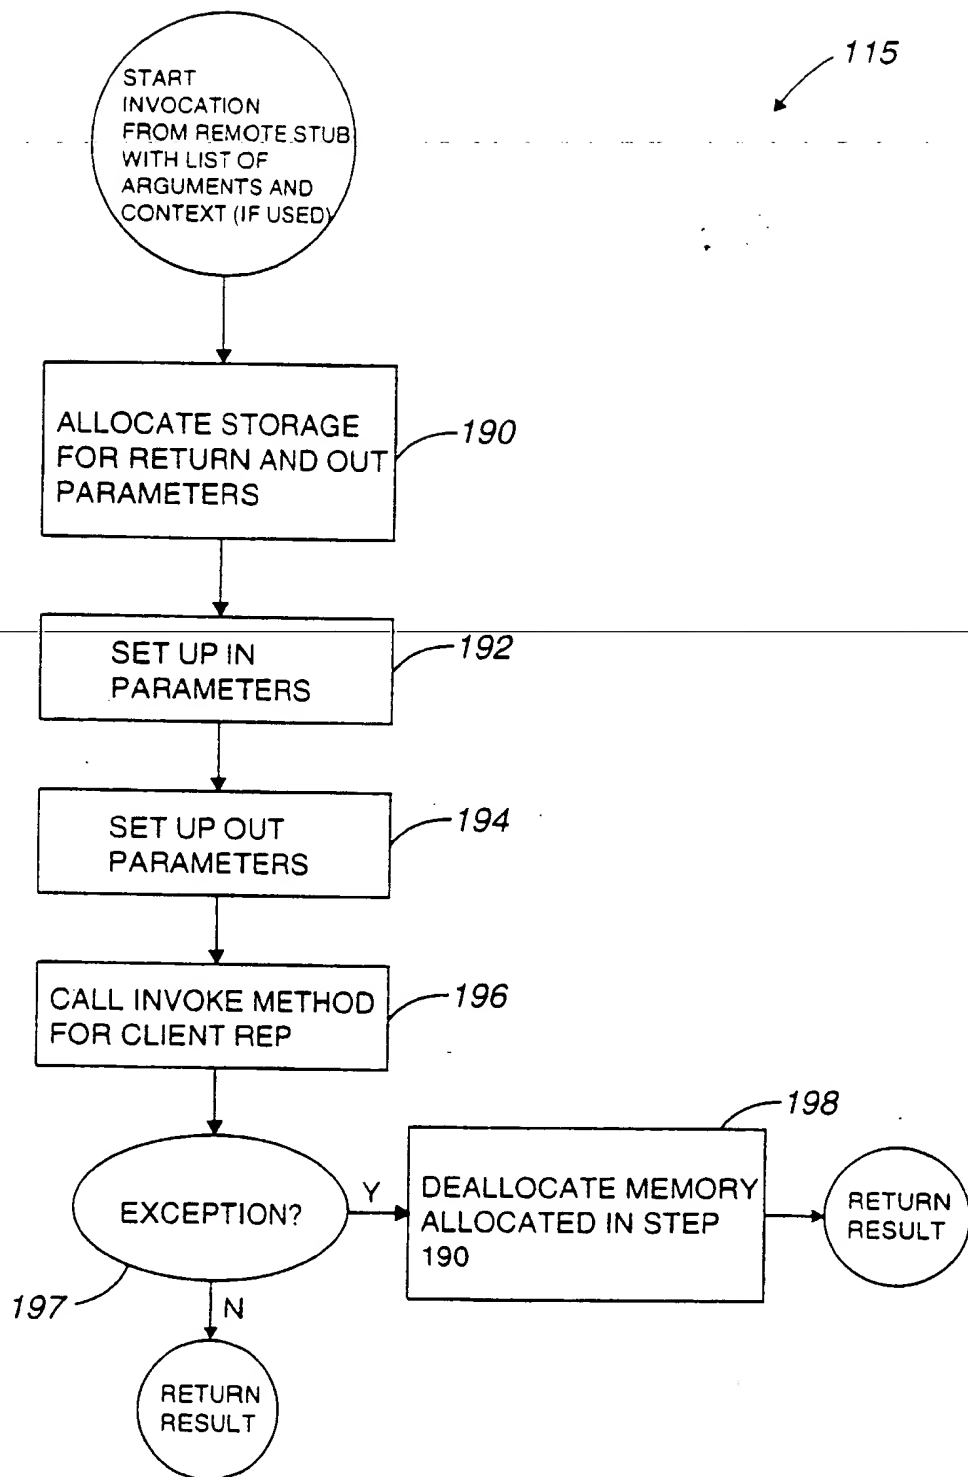 115
START
INVOCATION
FROM REMOTE STUB
WITH LIST OF
ARGUMENTS AND
CONTEXT (IF USED)
ALLOCATE STORAGE
FOR RETURN AND OUT
PARAMETERS
190
SET UP IN
PARAMETERS
192
SET UP OUT
PARAMETERS
194
CALL INVOKE METHOD
FOR CLIENT REP
196
EXCEPTION?
197
Y
N
198
DEALLOCATE MEMORY
ALLOCATED IN STEP
190
RETURN
RESULT
RETURN
RESULT